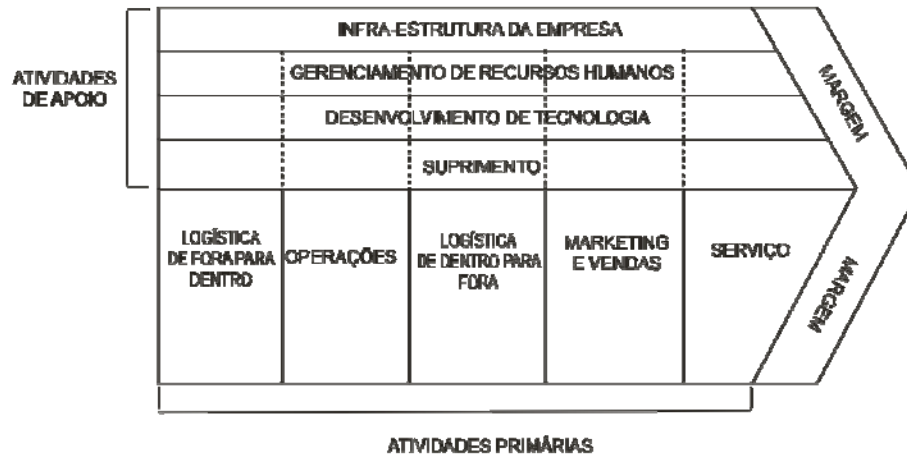 INFRA-ESTRUTURA DA EMPRESA
ATIVIDADES
DE APOIO
GERENCIAMENTO DE RECURSOS HUMANOS
DESENVOLVIMENTO DE TECNOLOGIA
SUPRIMENTO
MARGEM
LOGÍSTICA
DE FORA PARA
DENTRO
OPERAÇÕES
LOGÍSTICA
DE DENTRO PARA
FORA
MARKETING
E VENDAS
SERVIÇO
MARGEM
ATIVIDADES PRIMÁRIAS